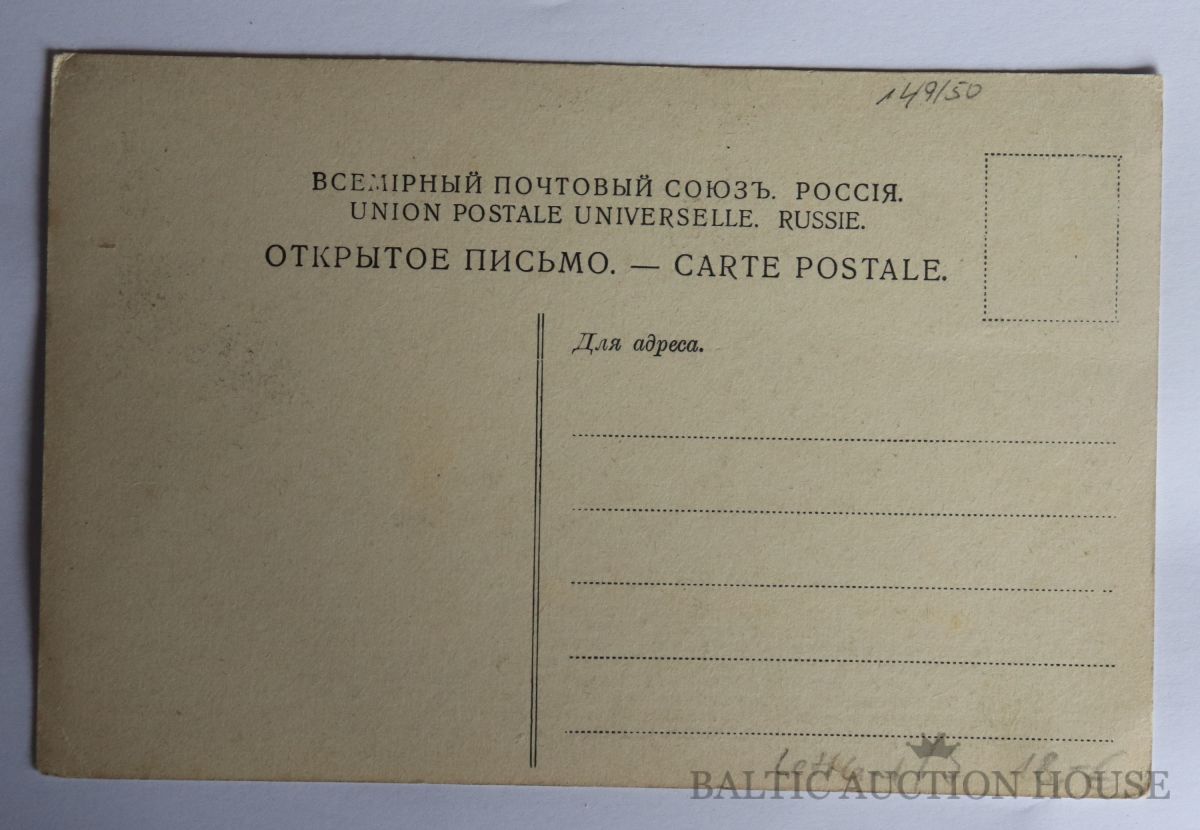 149/50
ВСЕМІРНЫЙ ПОЧТОВЫЙ СОЮЗЪ. РОССІЯ.
UNION POSTALE UNIVERSELLE. RUSSIE.
ОТКРЫТОЕ ПИСЬМО. — CARTE POSTALE.
Для адреса.
BALTIC AUCTION HOUSE